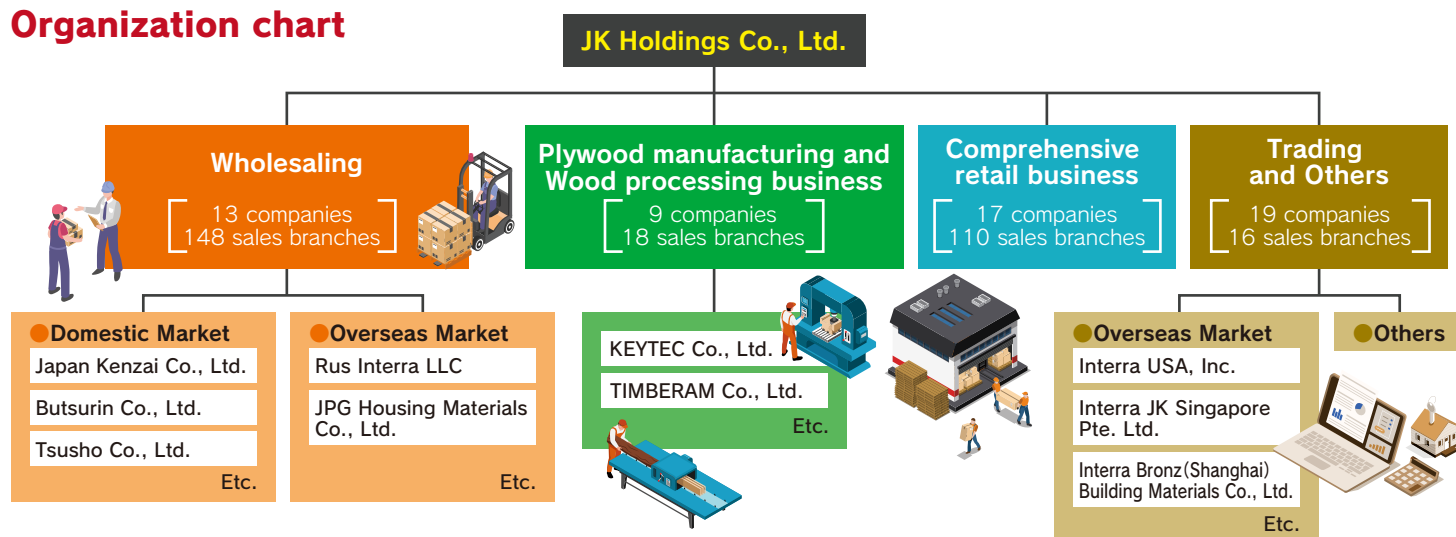 Organization chart
JK Holdings Co., Ltd.
Wholesaling
13 companies
148 sales branches
Plywood manufacturing and
Wood processing business
9 companies
18 sales branches
Comprehensive
retail business
17 companies
110 sales branches
Trading
and Others
19 companies
16 sales branches
●Domestic Market
Japan Kenzai Co., Ltd.
Butsurin Co., Ltd.
Tsusho Co., Ltd.
Etc.
●Overseas Market
Rus Interra LLC
JPG Housing Materials
Co., Ltd.
Etc.
KEYTEC Co., Ltd.
TIMBERAM Co., Ltd.
Etc.
●Overseas Market
Interra USA, Inc.
Interra JK Singapore
Pte. Ltd.
Interra Bronz(Shanghai)
Building Materials Co., Ltd.
Etc.
●Others